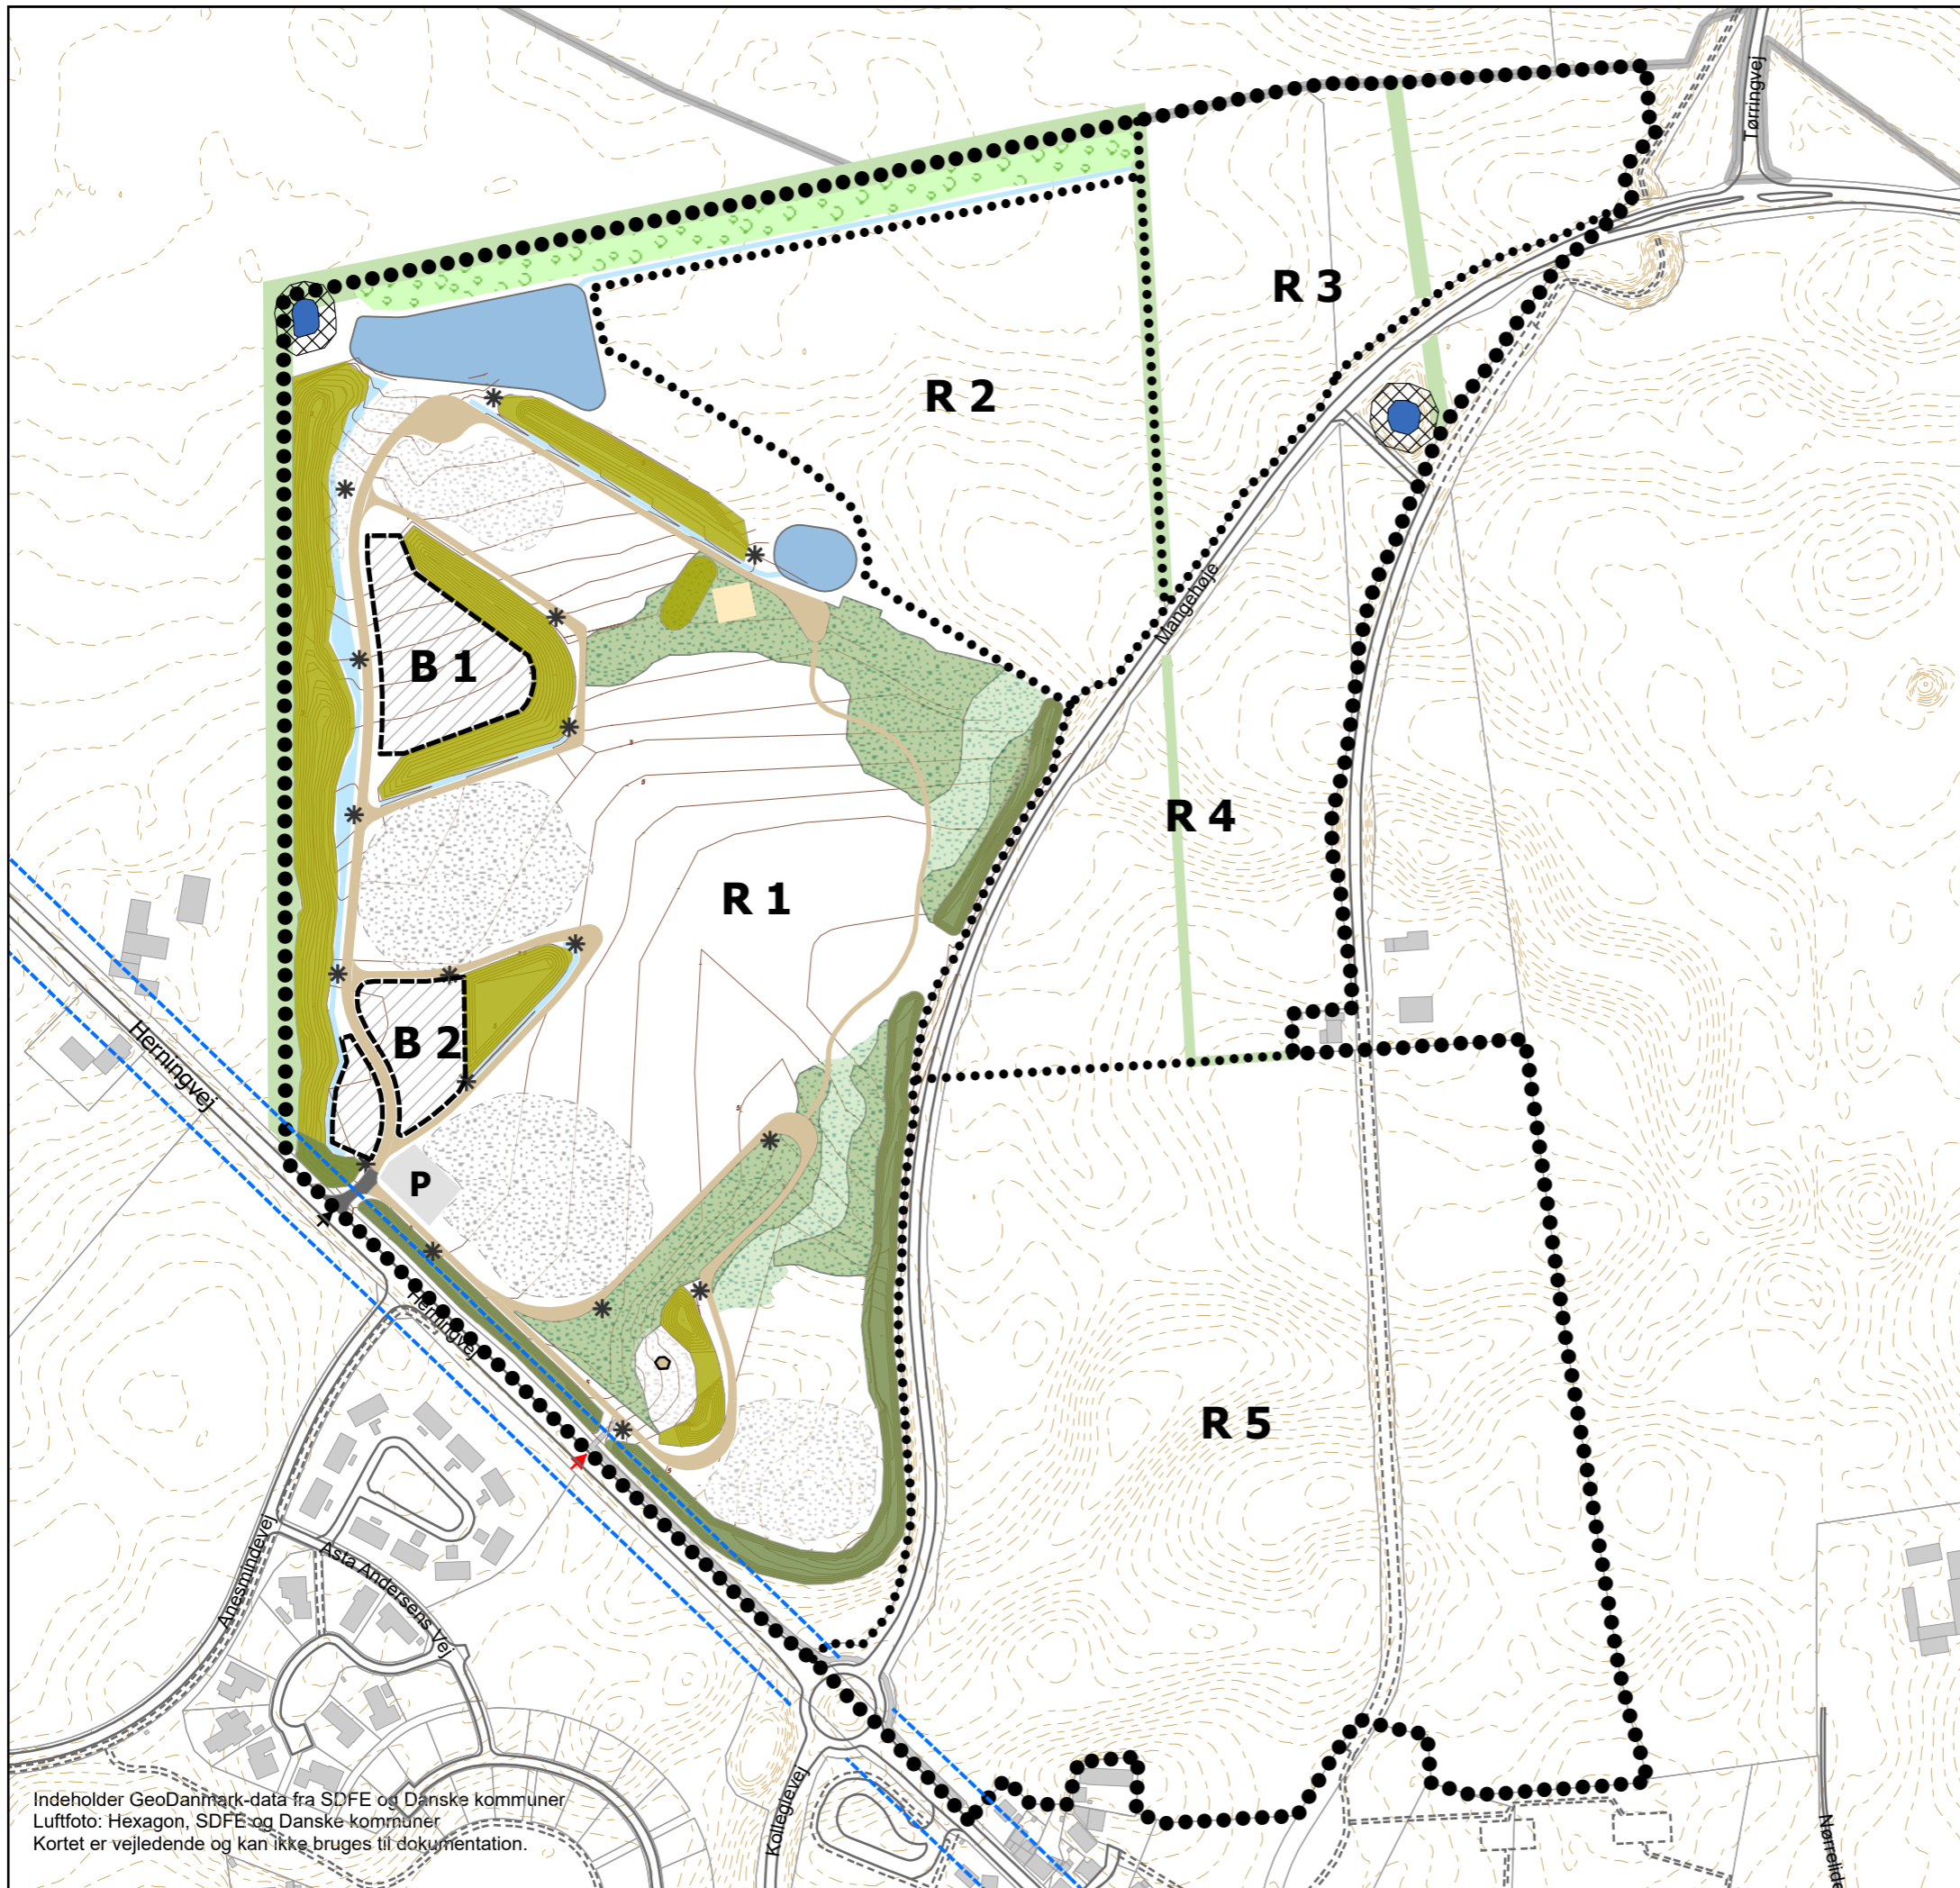 Tørringvej
R 3
R 2
Mangehøje
B 1
R 4
R 1
Herningvej
B 2
P
Herningvej
R 5
Anesmindevej
Asta Andersens Vej
Kollegievej
Indeholder GeoDanmark-data fra SDFE og Danske kommuner
Luftfoto: Hexagon, SDFE og Danske kommuner
Kortet er vejledende og kan ikke bruges til dokumentation.